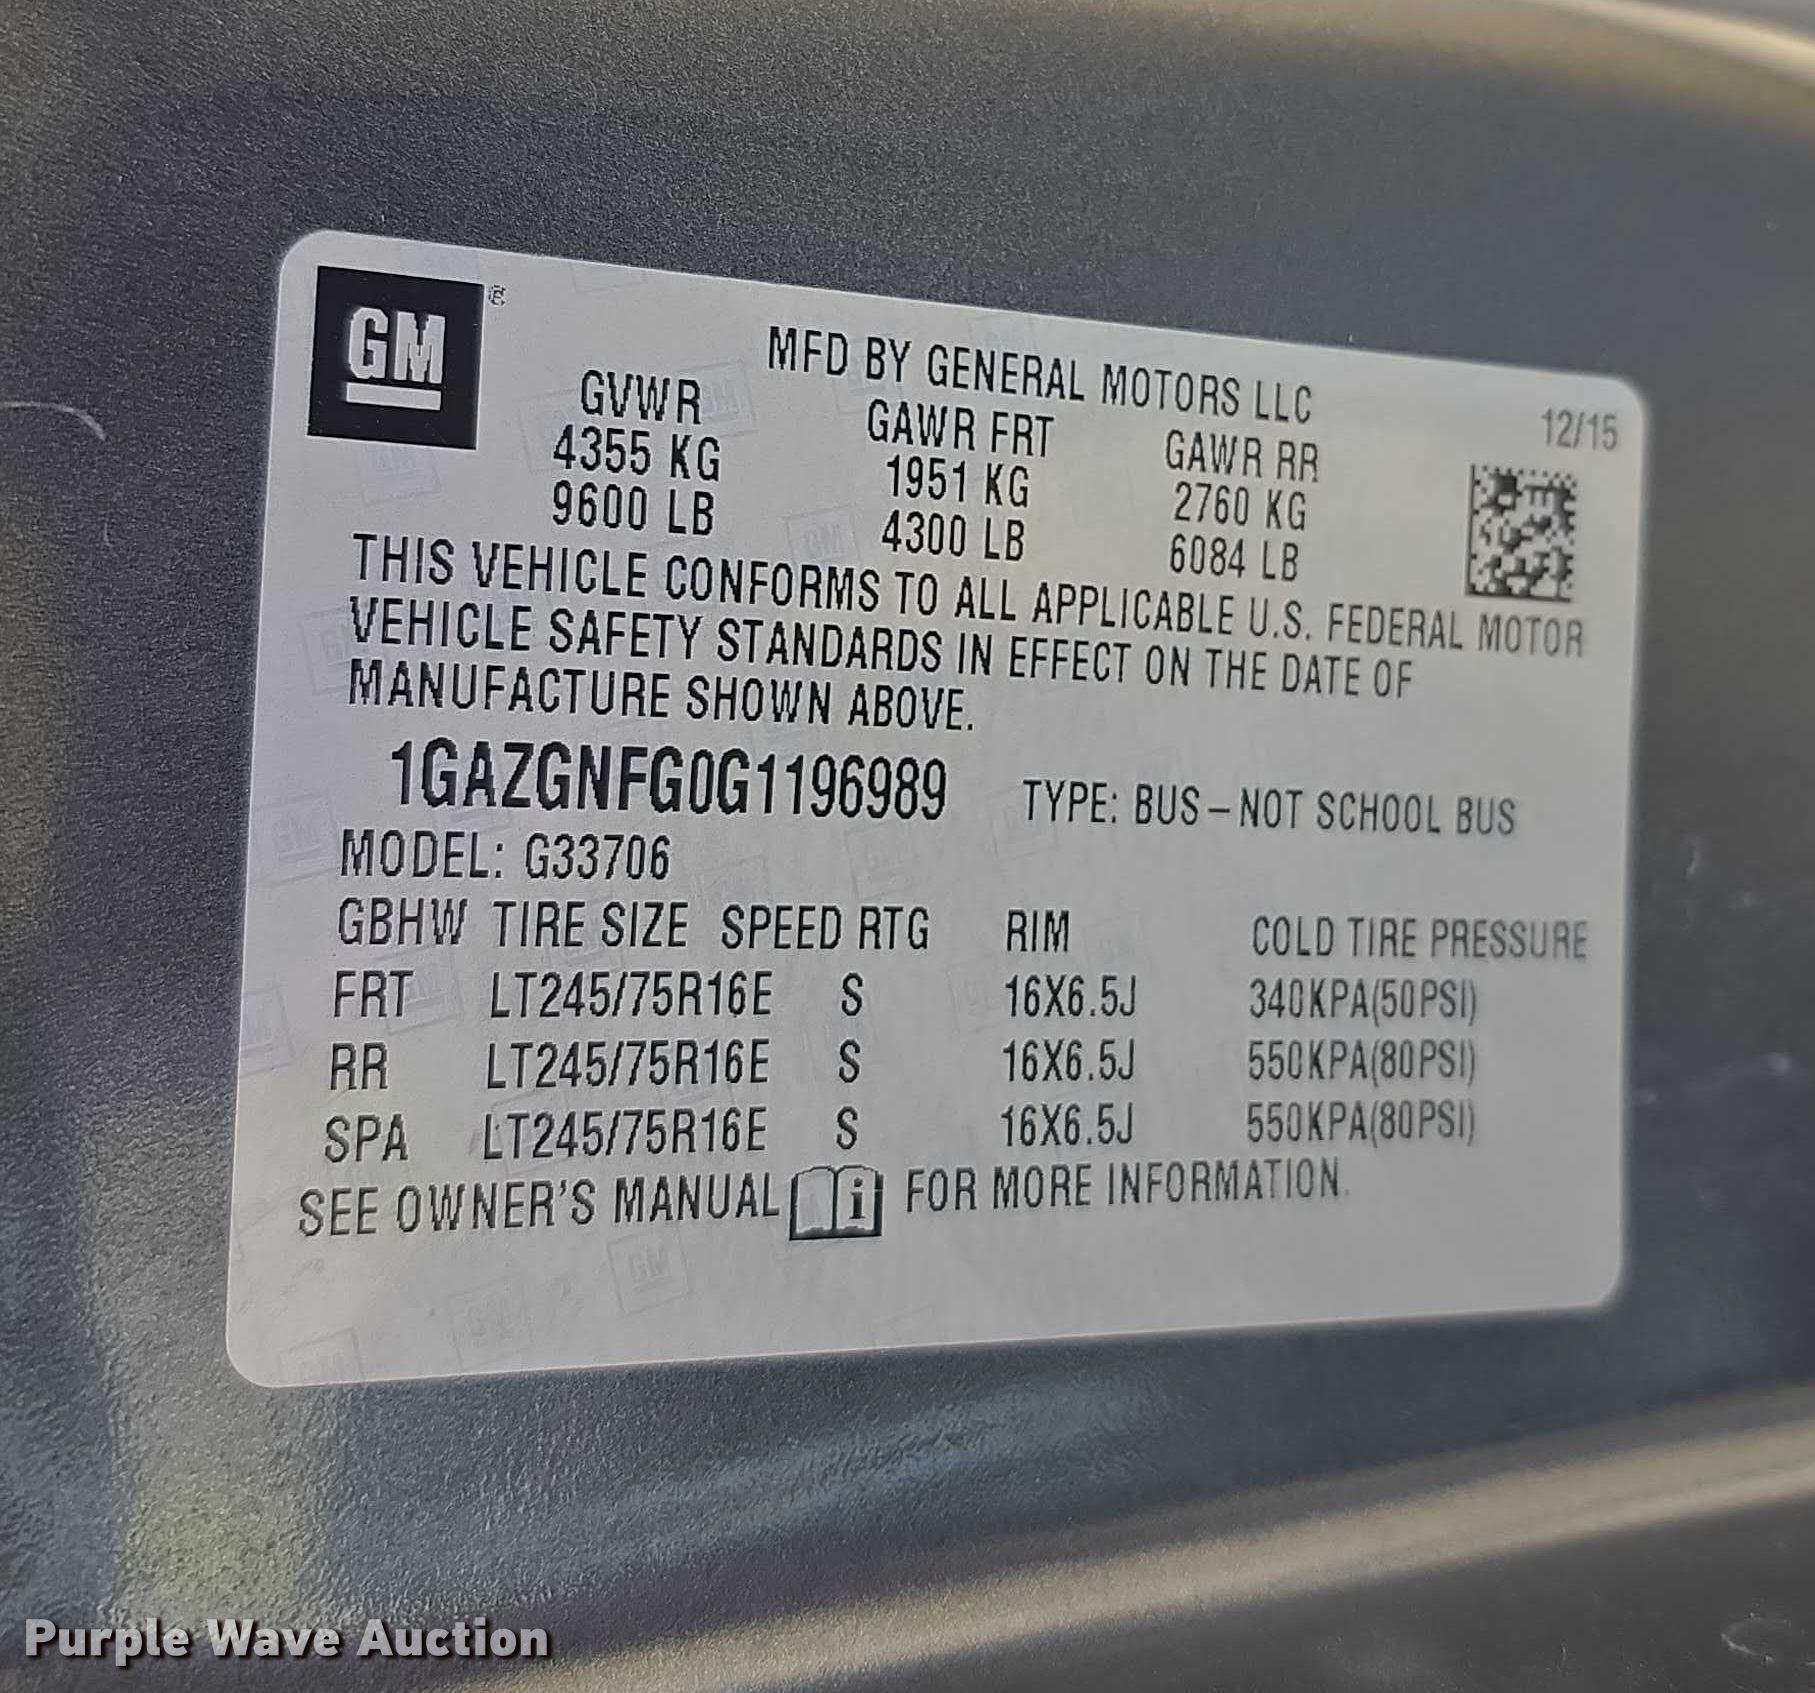 GM
MFD BY GENERAL MOTORS LLC
12/15
GVWR GAWR FRT GAWR RR
4355 KG 1951 KG 2760 KG
9600 LB 4300 LB 6084 LB
THIS VEHICLE CONFORMS TO ALL APPLICABLE U.S. FEDERAL MOTOR
VEHICLE SAFETY STANDARDS IN EFFECT ON THE DATE OF
MANUFACTURE SHOWN ABOVE.
1GAZGNFG0G1196989 TYPE: BUS – NOT SCHOOL BUS
MODEL: G33706
GBHW TIRE SIZE SPEED RTG RIM COLD TIRE PRESSURE
FRT LT245/75R16E S 16X6.5J 340KPA(50PSI)
RR LT245/75R16E S 16X6.5J 550KPA(80PSI)
SPA LT245/75R16E S 16X6.5J 550KPA(80PSI)
SEE OWNER'S MANUAL i FOR MORE INFORMATION.
Purple Wave Auction